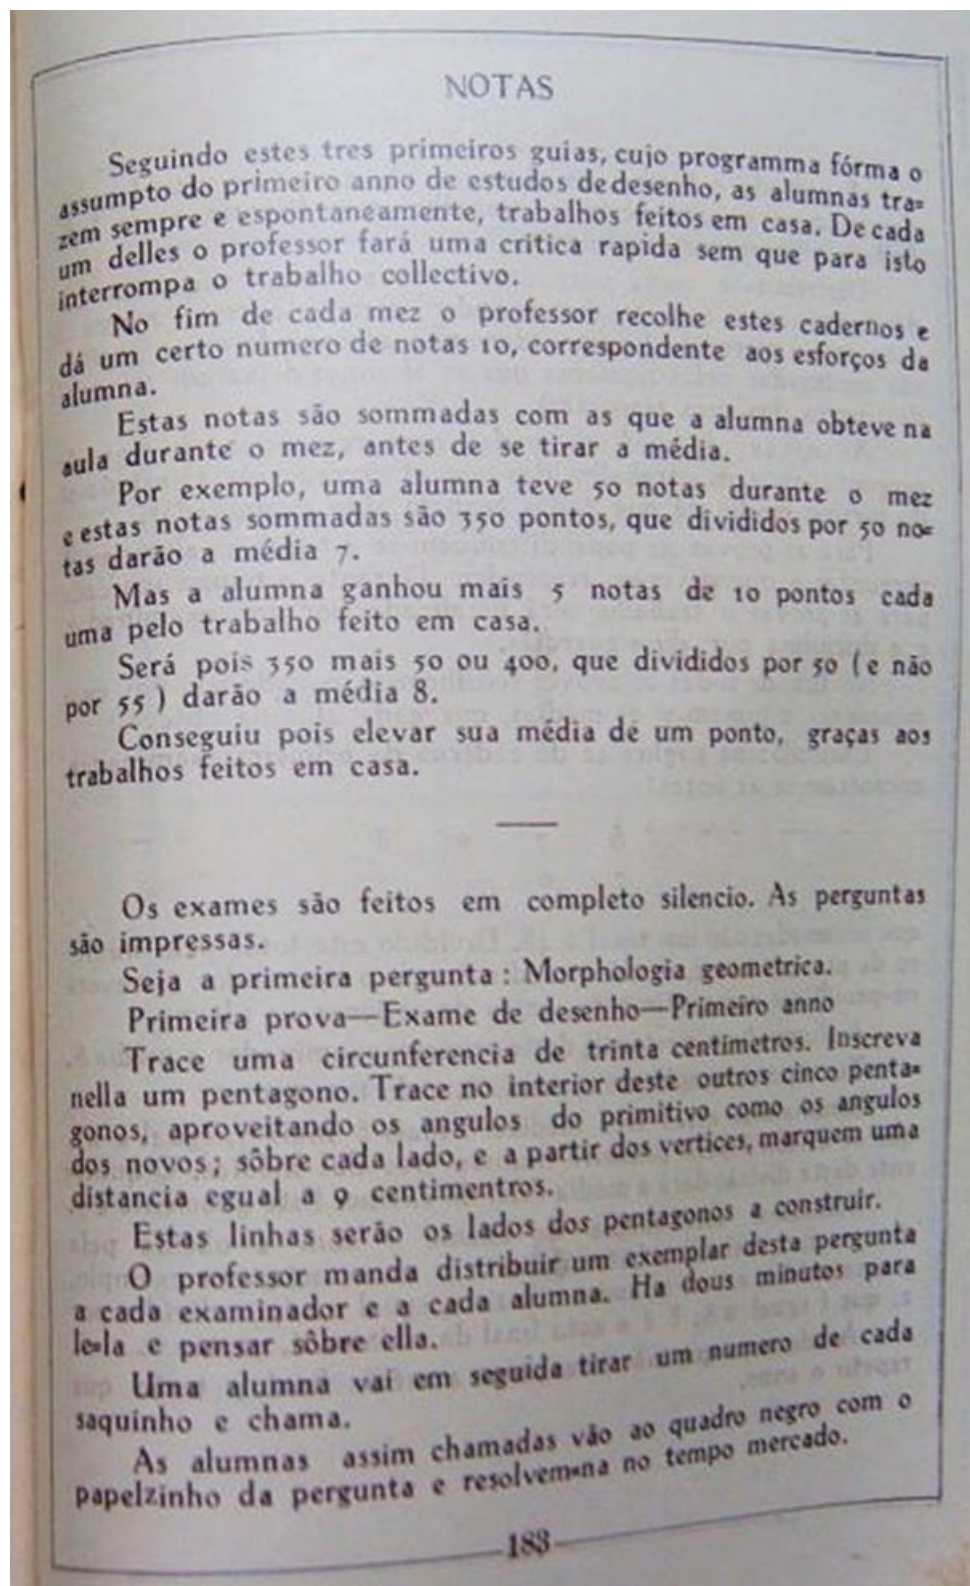 NOTAS
Seguindo estes tres primeiros guias, cujo programma fórma o
assumpto do primeiro anno de estudos de desenho, as alumnas tra=
zem sempre e espontaneamente, trabalhos feitos em casa. De cada
um delles o professor fará uma critica rapida sem que para isto
interrompa o trabalho collectivo.
No fim de cada mez o professor recolhe estes cadernos e
dá um certo numero de notas 10, correspondente aos esforços da
alumna.
Estas notas são sommadas com as que a alumna obteve na
aula durante o mez, antes de se tirar a média.
Por exemplo, uma alumna teve 50 notas durante o mez
e estas notas sommadas são 350 pontos, que divididos por 50 no=
tas darão a média 7.
Mas a alumna ganhou mais 5 notas de 10 pontos cada
uma pelo trabalho feito em casa.
Será pois 350 mais 50 ou 400, que divididos por 50 (e não
por 55) darão a média 8.
Conseguiu pois elevar sua média de um ponto, graças aos
trabalhos feitos em casa.
Os exames são feitos em completo silencio. As perguntas
são impressas.
Seja a primeira pergunta: Morphologia geometrica.
Primeira prova—Exame de desenho—Primeiro anno
Trace uma circunferencia de trinta centimetros. Inscreva
nella um pentagono. Trace no interior deste outros cinco penta=
gonos, aproveitando os angulos do primitivo como os angulos
dos novos; sôbre cada lado, e a partir dos vertices, marquem uma
distancia egual a 9 centimentros.
Estas linhas serão os lados dos pentagonos a construir.
O professor manda distribuir um exemplar desta pergunta
a cada examinador e a cada alumna. Ha dous minutos para
le=la e pensar sôbre ella.
Uma alumna vai em seguida tirar um numero de cada
saquinho e chama.
As alumnas assim chamadas vão ao quadro negro com o
papelzinho da pergunta e resolvem=na no tempo mercado.
183